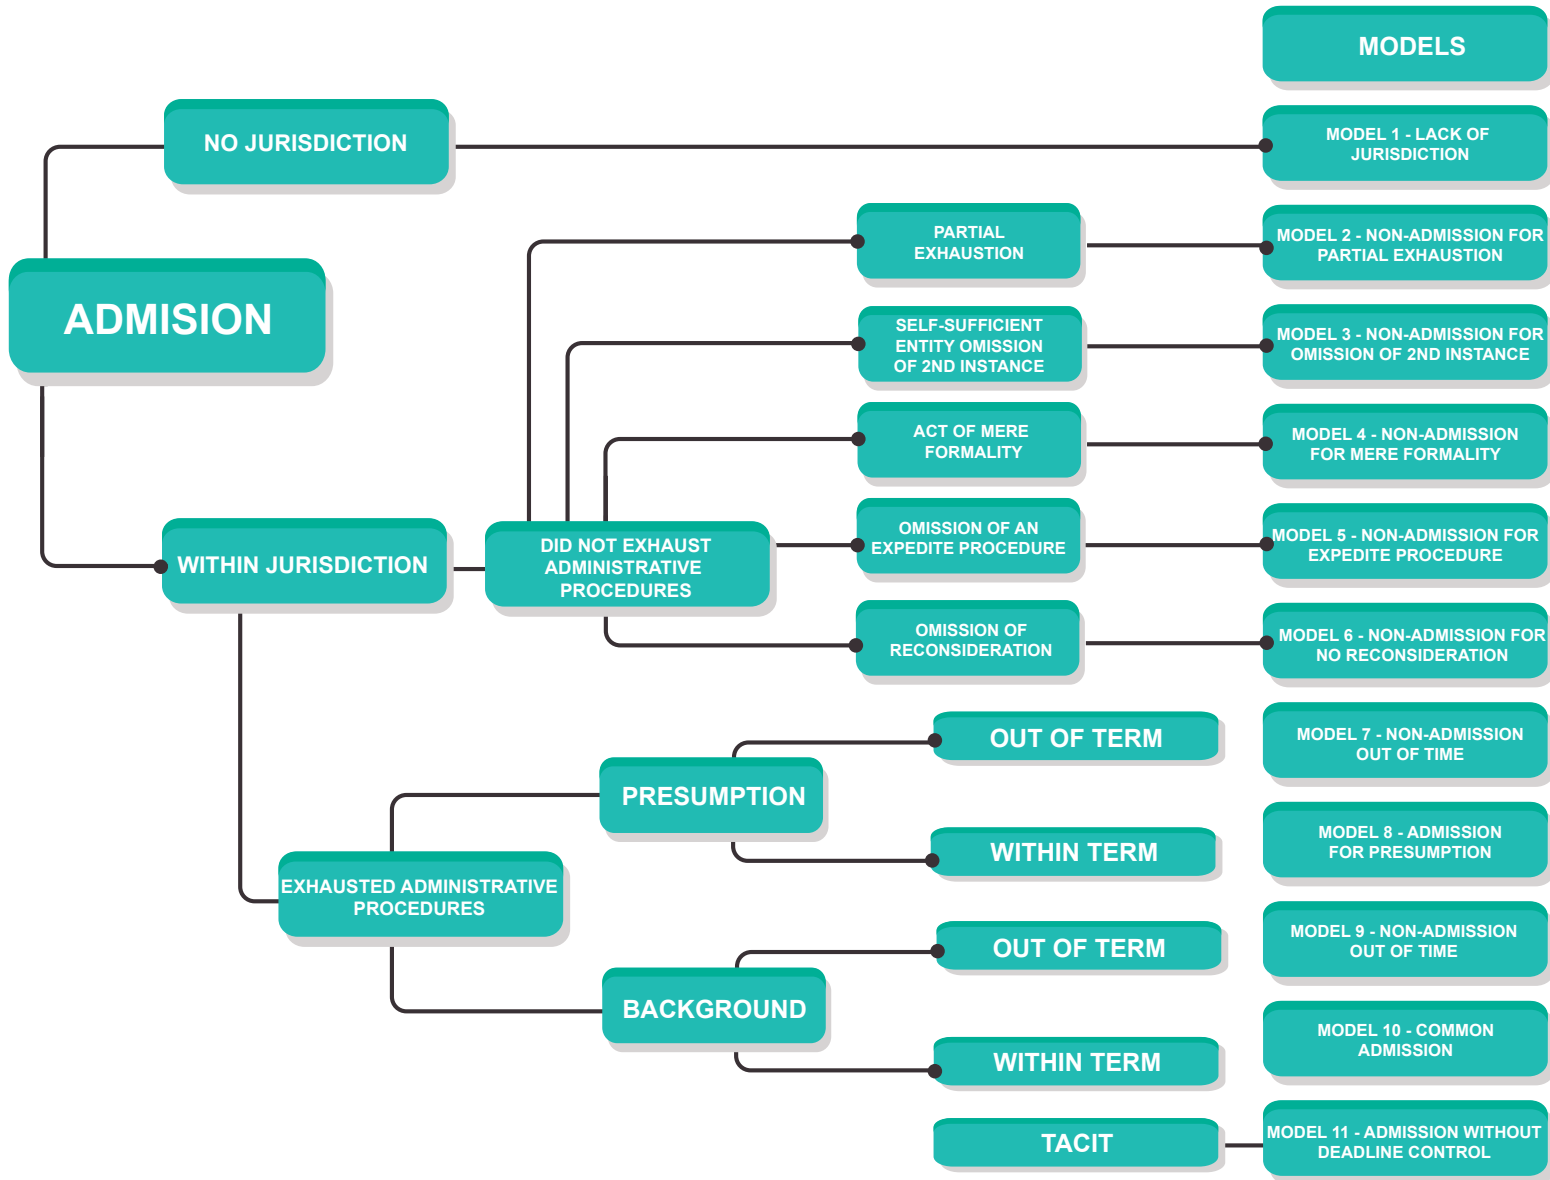 MODELS
NO JURISDICTION
MODEL 1 - LACK OF
JURISDICTION
PARTIAL
EXHAUSTION
MODEL 2 - NON-ADMISSION FOR
PARTIAL EXHAUSTION
ADMISION
SELF-SUFFICIENT
ENTITY OMISSION
OF 2ND INSTANCE
MODEL 3 - NON-ADMISSION FOR
OMISSION OF 2ND INSTANCE
ACT OF MERE
FORMALITY
MODEL 4 - NON-ADMISSION
FOR MERE FORMALITY
WITHIN JURISDICTION
DID NOT EXHAUST
ADMINISTRATIVE
PROCEDURES
OMISSION OF AN
EXPEDITE PROCEDURE
MODEL 5 - NON-ADMISSION FOR
EXPEDITE PROCEDURE
OMISSION OF
RECONSIDERATION
MODEL 6 - NON-ADMISSION FOR
NO RECONSIDERATION
OUT OF TERM
MODEL 7 - NON-ADMISSION
OUT OF TIME
PRESUMPTION
WITHIN TERM
MODEL 8 - ADMISSION
FOR PRESUMPTION
EXHAUSTED ADMINISTRATIVE
PROCEDURES
OUT OF TERM
MODEL 9 - NON-ADMISSION
OUT OF TIME
BACKGROUND
WITHIN TERM
MODEL 10 - COMMON
ADMISSION
TACIT
MODEL 11 - ADMISSION WITHOUT
DEADLINE CONTROL